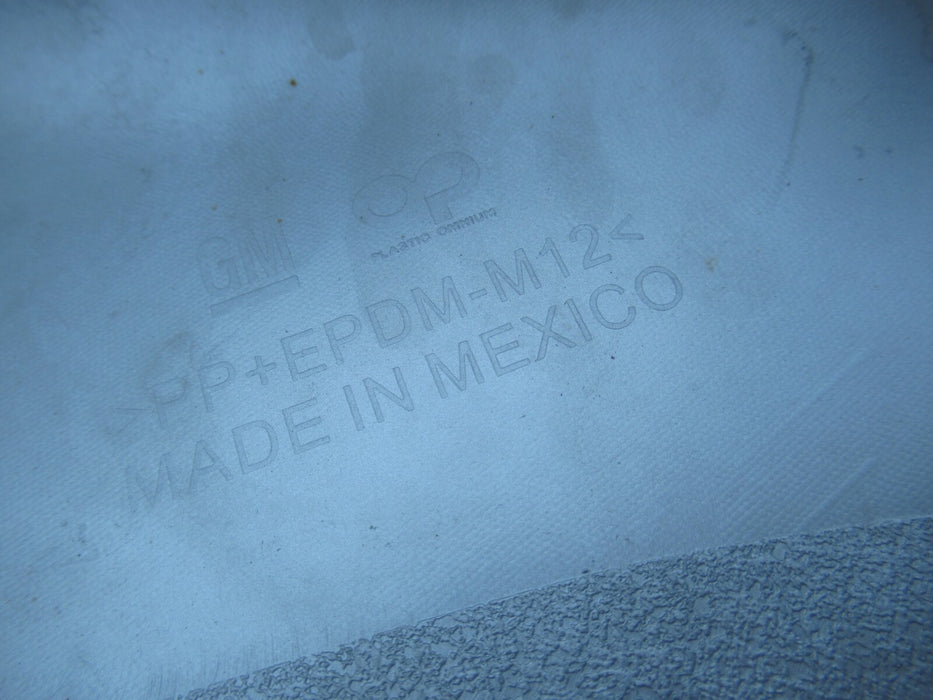 GM
PLASTIC OMNIUM
>PP+EPDM-M12<
MADE IN MEXICO